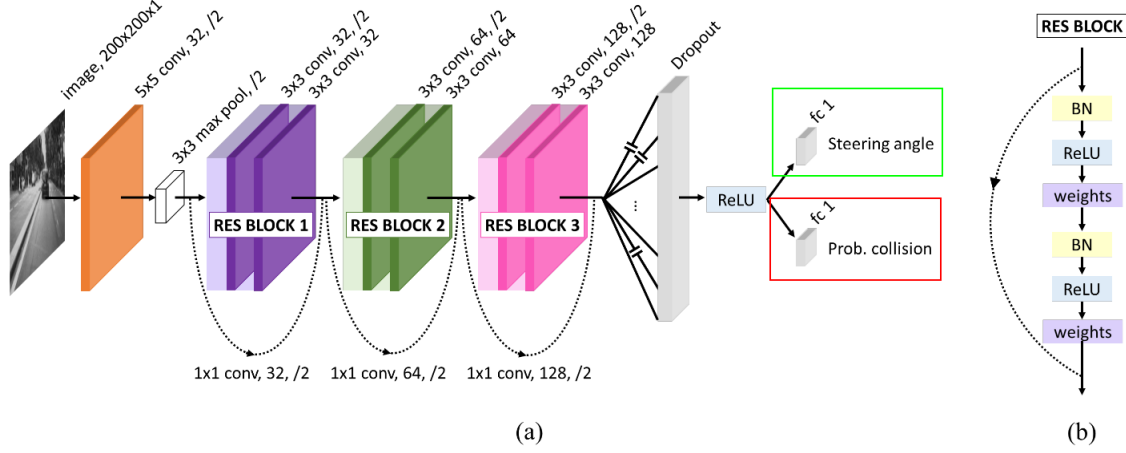 image, 200x200x1
5x5 conv, 32, /2
3x3 max pool, /2
3x3 conv, 32, /2
3x3 conv, 32
3x3 conv, 64, /2
3x3 conv, 64
3x3 conv, 128, /2
3x3 conv, 128
Dropout
RES BLOCK 1
RES BLOCK 2
RES BLOCK 3
...
ReLU
fc 1
Steering angle
fc 1
Prob. collision
1x1 conv, 32, /2
1x1 conv, 64, /2
1x1 conv, 128, /2
(a)
RES BLOCK
BN
ReLU
weights
BN
ReLU
weights
(b)